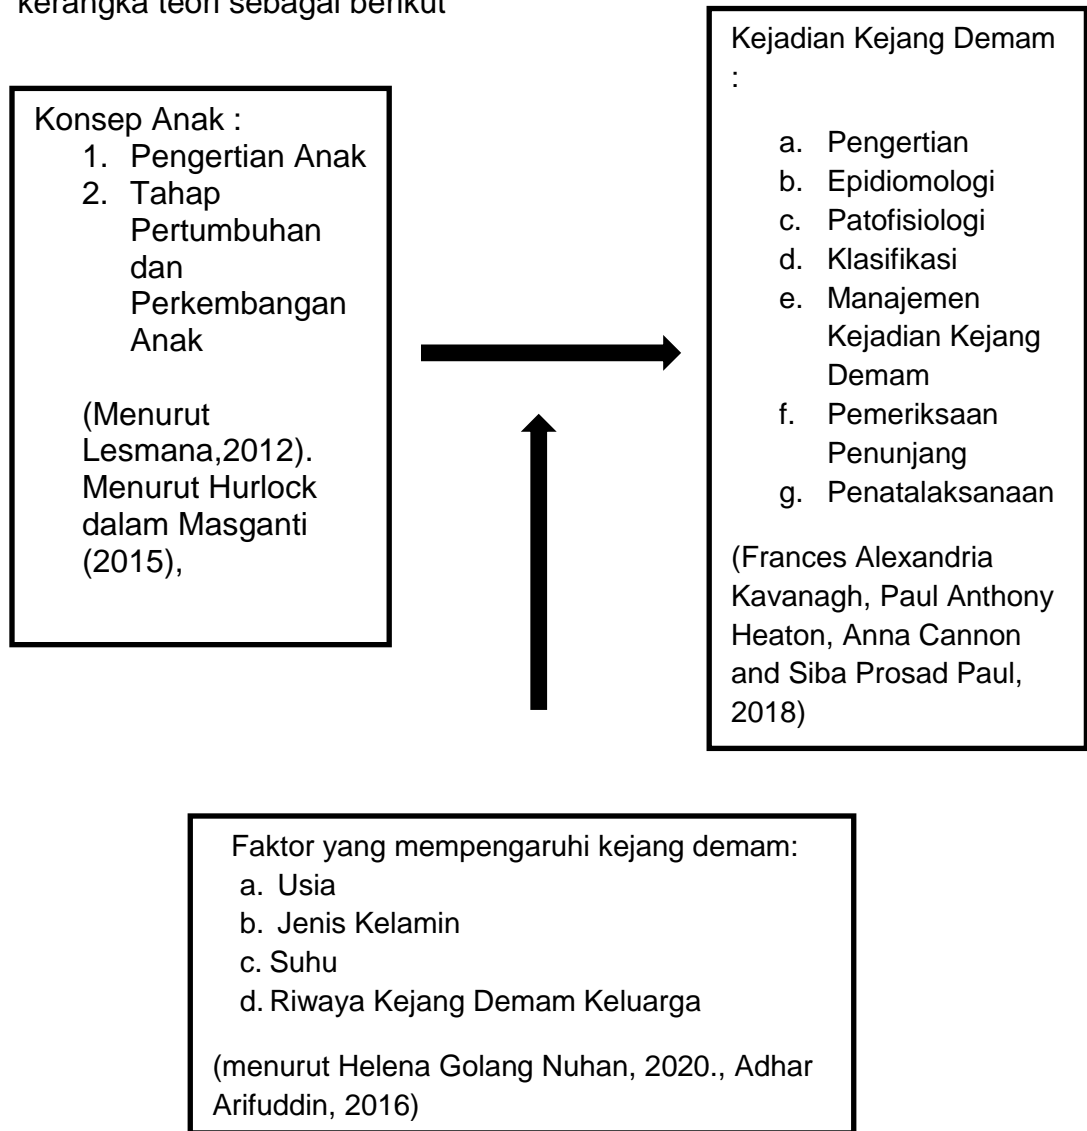 kerangka teori sebagai berikut
Konsep Anak :
1. Pengertian Anak
2. Tahap
Pertumbuhan
dan
Perkembangan
Anak
(Menurut
Lesmana,2012).
Menurut Hurlock
dalam Masganti
(2015),
Kejadian Kejang Demam
:
a. Pengertian
b. Epidiomologi
c. Patofisiologi
d. Klasifikasi
e. Manajemen
Kejadian Kejang
Demam
f. Pemeriksaan
Penunjang
g. Penatalaksanaan
(Frances Alexandria
Kavanagh, Paul Anthony
Heaton, Anna Cannon
and Siba Prosad Paul,
2018)
Faktor yang mempengaruhi kejang demam:
a. Usia
b. Jenis Kelamin
c. Suhu
d. Riwaya Kejang Demam Keluarga
(menurut Helena Golang Nuhan, 2020., Adhar
Arifuddin, 2016)